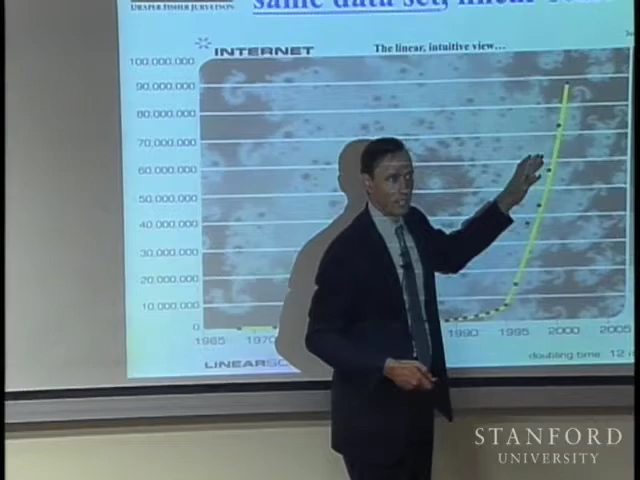 DRAPER FISHER JURVETSON
same data set, linear
INTERNET
The linear, intuitive view...
100,000,000
90,000,000
80,000,000
70,000,000
60,000,000
50,000,000
40,000,000
30,000,000
20,000,000
10,000,000
0
1965 1970 1990 1995 2000 2005
LINEAR
doubling time: 12
STANFORD
UNIVERSITY